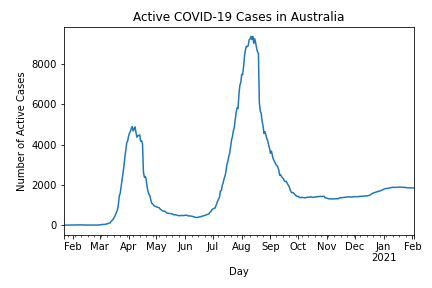 Active COVID-19 Cases in Australia
Number of Active Cases
8000
6000
4000
2000
0
Feb Mar Apr May Jun Jul Aug Sep Oct Nov Dec Jan Feb
2021
Day